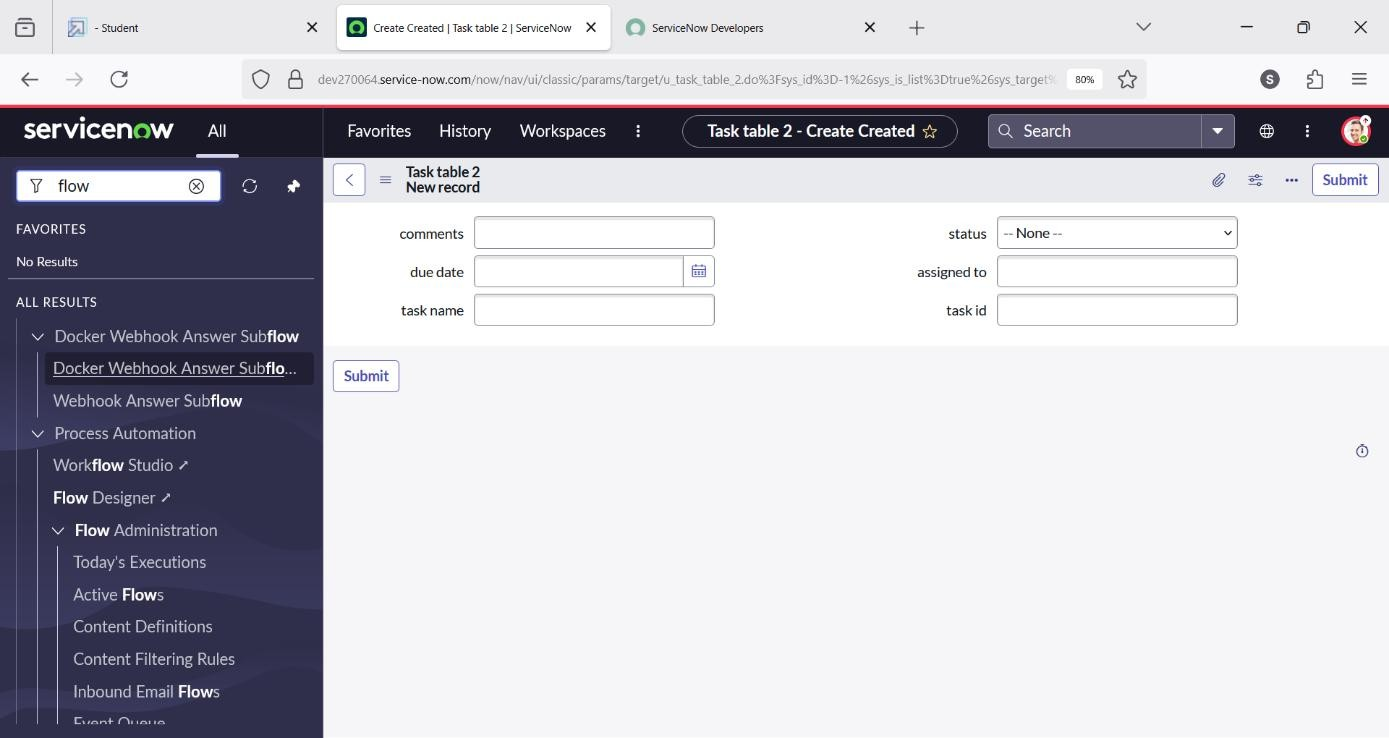 - Student
Create Created | Task table 2 | ServiceNow
ServiceNow Developers
dev270064.service-now.com/now/nav/ui/classic/params/target/u_task_table_2.do%3Fsys_id%3D-1%26sys_is_list%3Dtrue%26sys_target%
80%
S
servicenow
All
Favorites
History
Workspaces
Task table 2 - Create Created
Search
flow
Task table 2
New record
Submit
FAVORITES
No Results
ALL RESULTS
Docker Webhook Answer Subflow
Docker Webhook Answer Subflo...
Webhook Answer Subflow
Process Automation
Workflow Studio
Flow Designer
Flow Administration
Today's Executions
Active Flows
Content Definitions
Content Filtering Rules
Inbound Email Flows
Event Queue
comments
status
-- None --
due date
assigned to
task name
task id
Submit